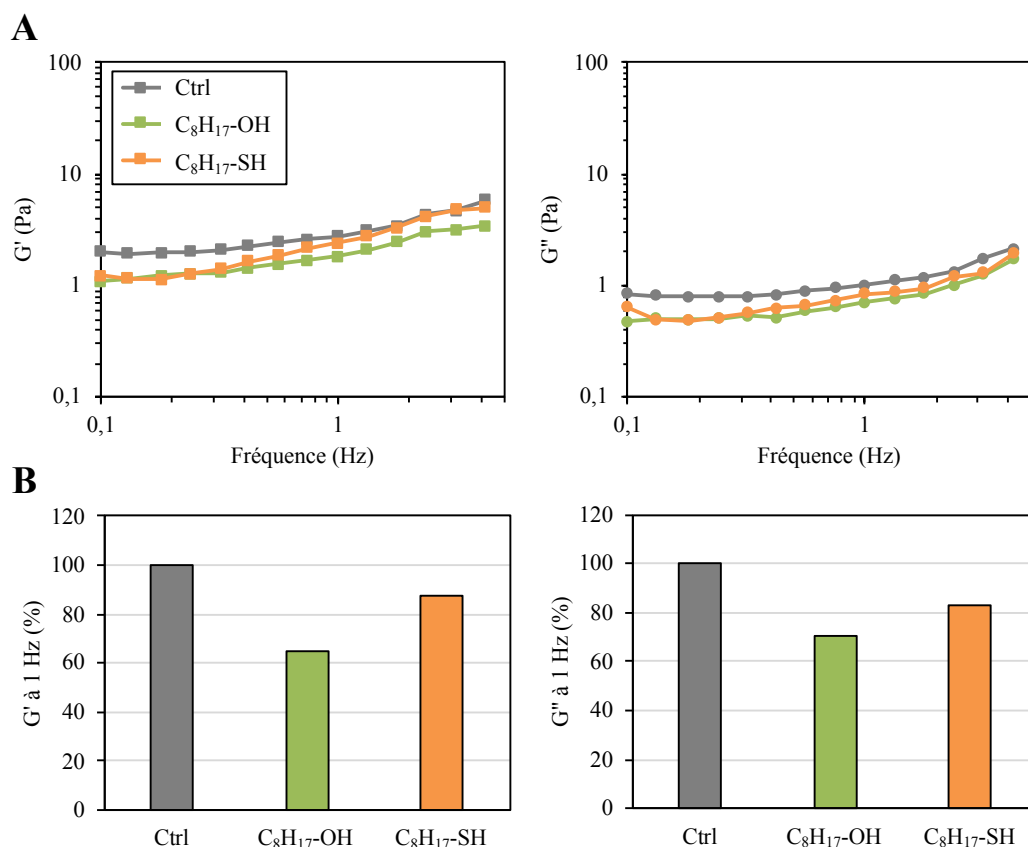 A
G' (Pa)
100
10
1
0,1
Ctrl
C₈H₁₇-OH
C₈H₁₇-SH
0,1
1
Fréquence (Hz)
G" (Pa)
100
10
1
0,1
0,1
1
Fréquence (Hz)
B
G' à 1 Hz (%)
120
100
80
60
40
20
0
Ctrl
C₈H₁₇-OH
C₈H₁₇-SH
G" à 1 Hz (%)
120
100
80
60
40
20
0
Ctrl
C₈H₁₇-OH
C₈H₁₇-SH